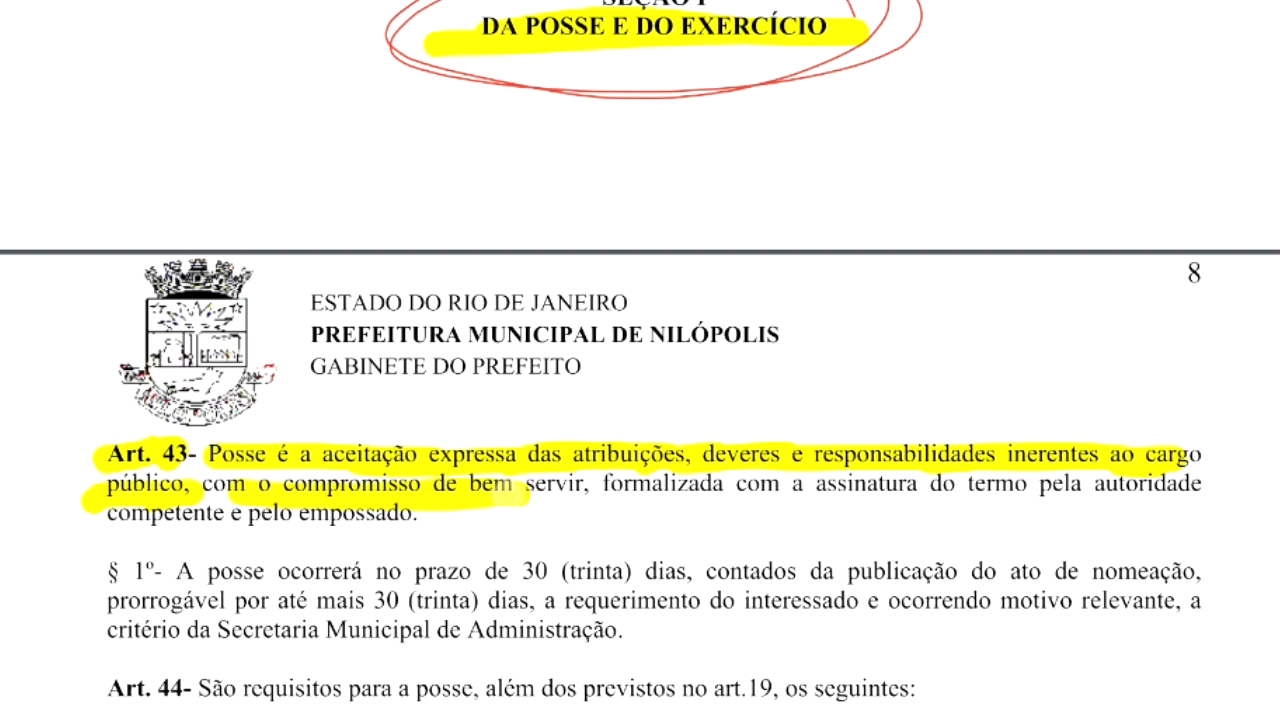 SEÇÃO I
DA POSSE E DO EXERCÍCIO
8
ESTADO DO RIO DE JANEIRO
PREFEITURA MUNICIPAL DE NILÓPOLIS
GABINETE DO PREFEITO
Art. 43- Posse é a aceitação expressa das atribuições, deveres e responsabilidades inerentes ao cargo
público, com o compromisso de bem servir, formalizada com a assinatura do termo pela autoridade
competente e pelo empossado.
§ 1º- A posse ocorrerá no prazo de 30 (trinta) dias, contados da publicação do ato de nomeação,
prorrogável por até mais 30 (trinta) dias, a requerimento do interessado e ocorrendo motivo relevante, a
critério da Secretaria Municipal de Administração.
Art. 44- São requisitos para a posse, além dos previstos no art.19, os seguintes: